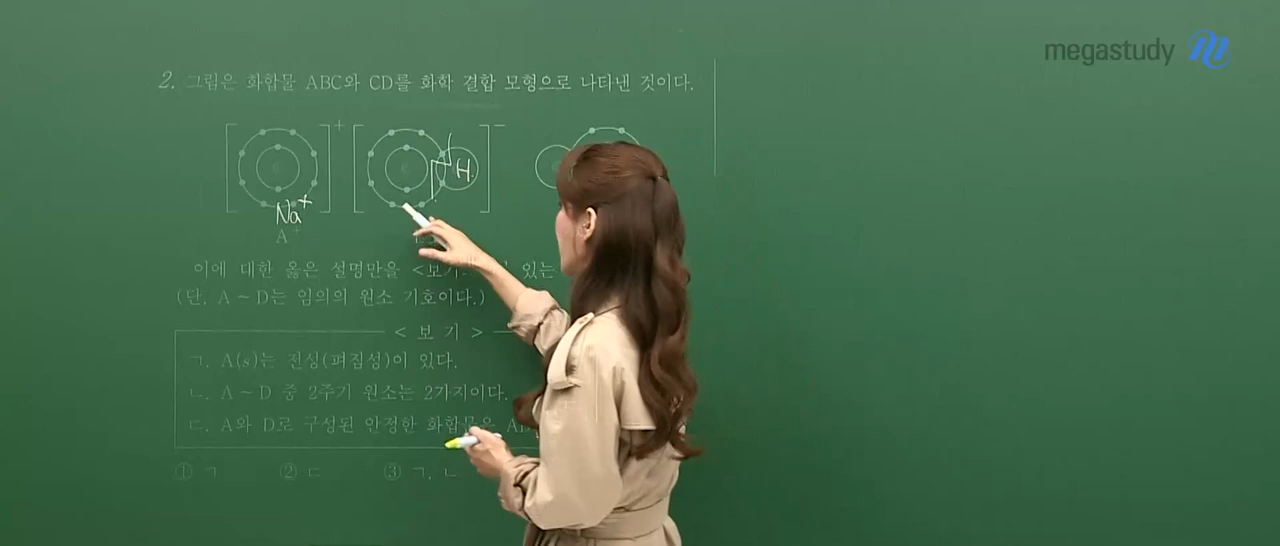 megastudy
2. 그림은 화합물 ABC와 CD를 화학 결합 모형으로 나타낸 것이다.
+ −
H
Na⁺
A⁺
이에 대한 옳은 설명만을 <보기> 있는
(단, A ~ D는 임의의 원소 기호이다.)
< 보 기 >
ㄱ. A(s)는 전성(펴짐성)이 있다.
ㄴ. A ~ D 중 2주기 원소는 2가지이다.
ㄷ. A와 D로 구성된 안정한 화합물은
① ㄱ ② ㄷ ③ ㄱ, ㄴ